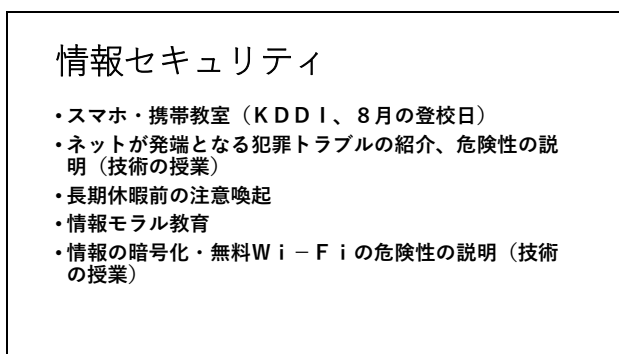 情報セキュリティ
•スマホ・携帯教室（ＫＤＤＩ、８月の登校日）
•ネットが発端となる犯罪トラブルの紹介、危険性の説
明（技術の授業）
•長期休暇前の注意喚起
•情報モラル教育
•情報の暗号化・無料Ｗｉ－Ｆｉの危険性の説明（技術
の授業）